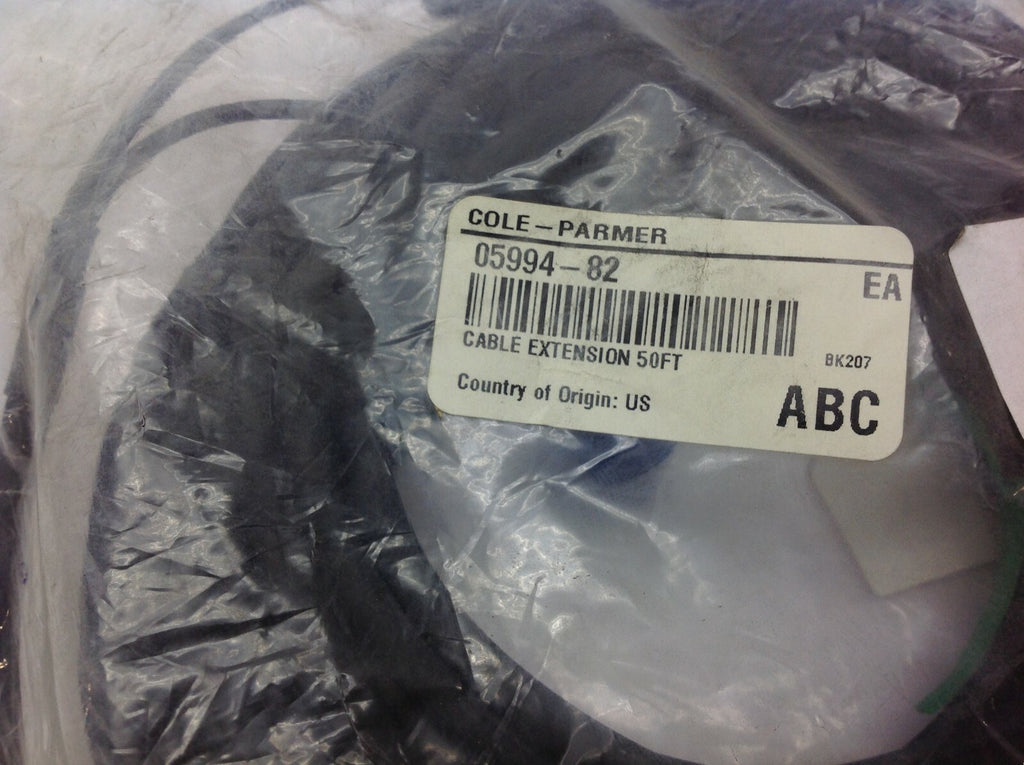 COLE-PARMER
05994-82
EA
CABLE EXTENSION 50FT
BK207
Country of Origin: US
ABC